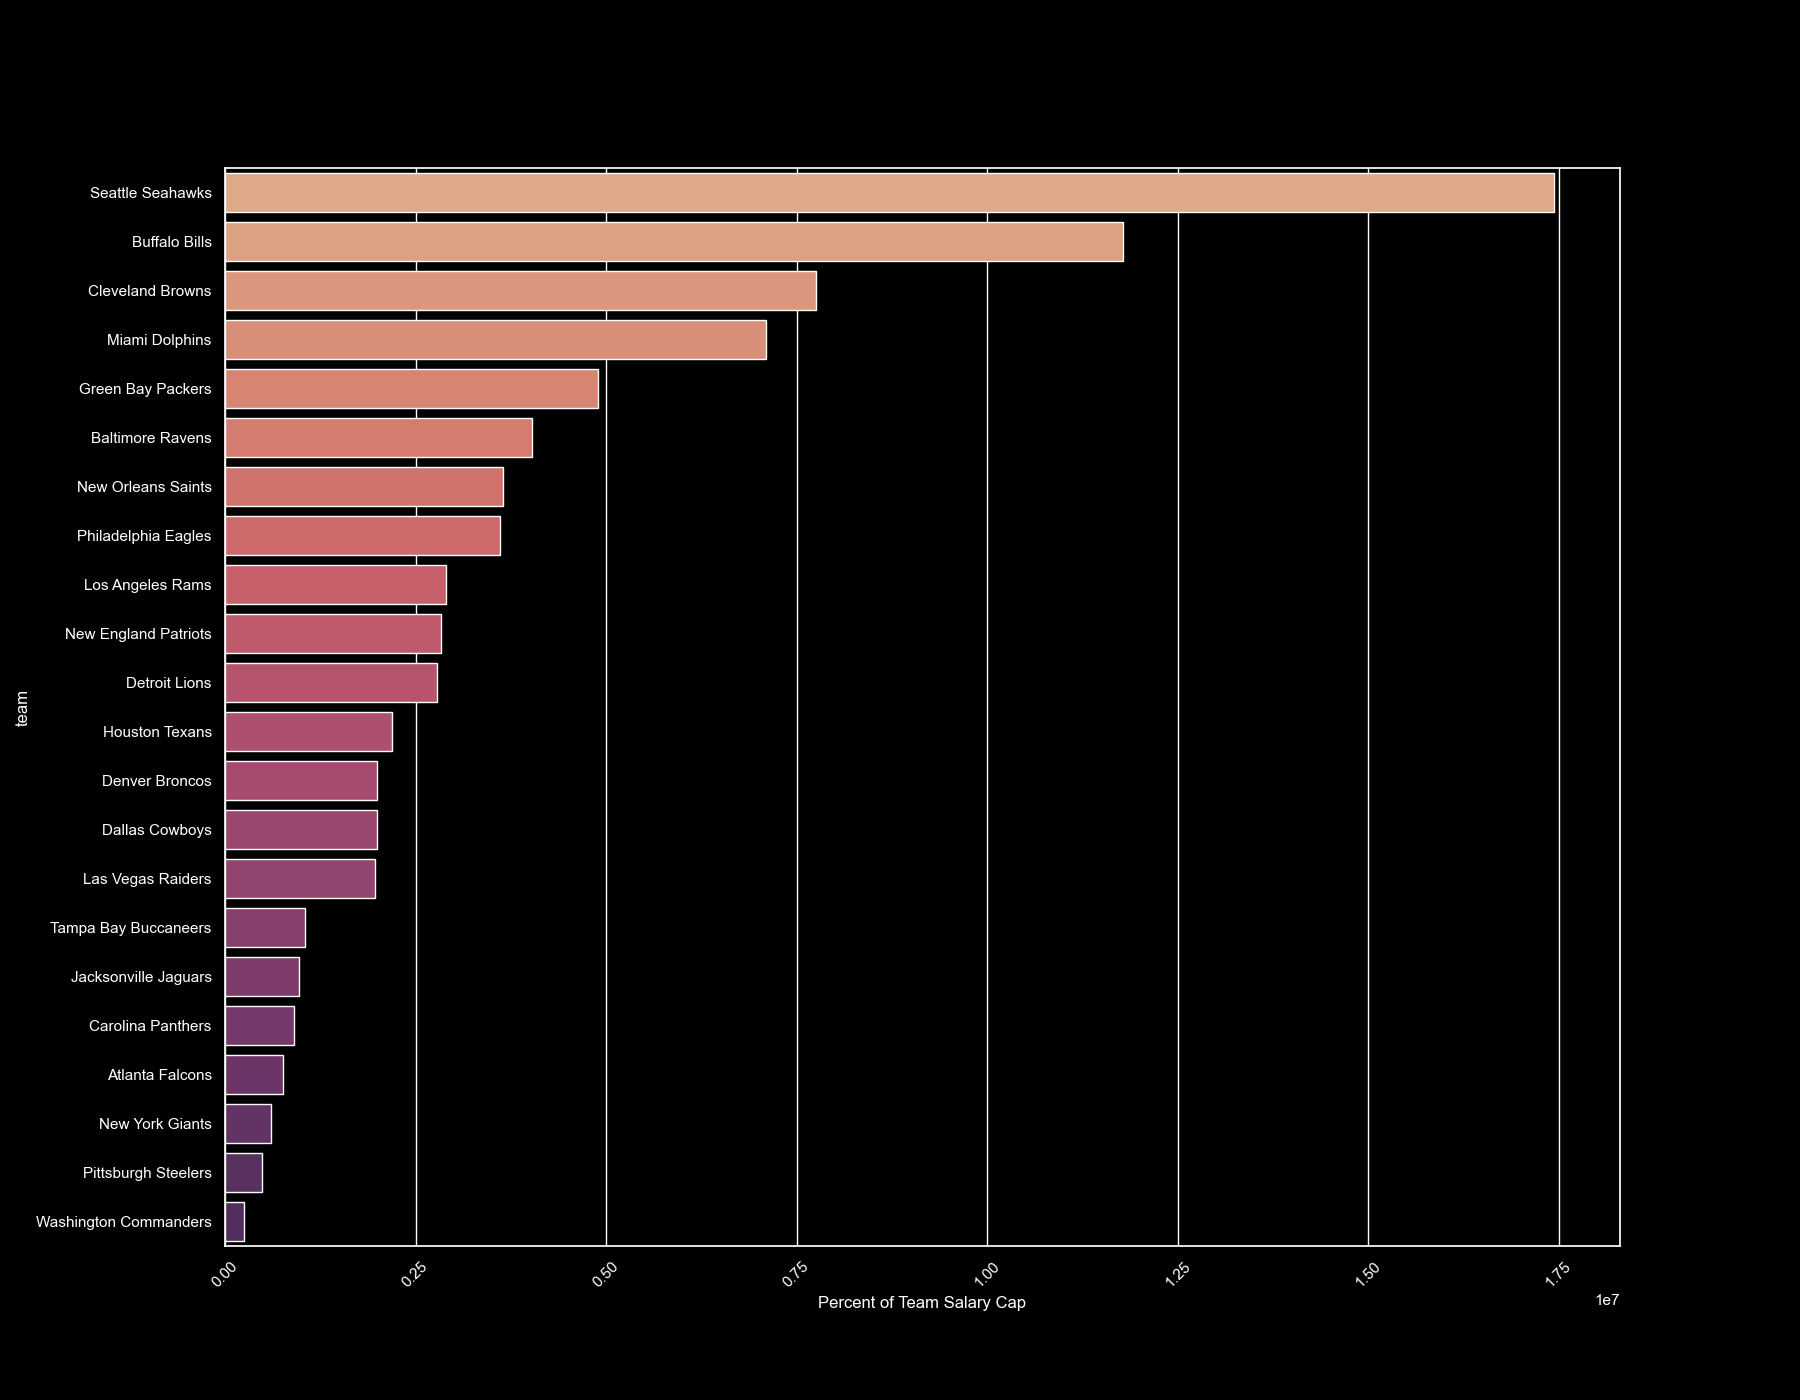 Seattle Seahawks
Buffalo Bills
Cleveland Browns
Miami Dolphins
Green Bay Packers
Baltimore Ravens
New Orleans Saints
Philadelphia Eagles
Los Angeles Rams
New England Patriots
Detroit Lions
team
Houston Texans
Denver Broncos
Dallas Cowboys
Las Vegas Raiders
Tampa Bay Buccaneers
Jacksonville Jaguars
Carolina Panthers
Atlanta Falcons
New York Giants
Pittsburgh Steelers
Washington Commanders
0.00 0.25 0.50 0.75 1.00 1.25 1.50 1.75
1e7
Percent of Team Salary Cap